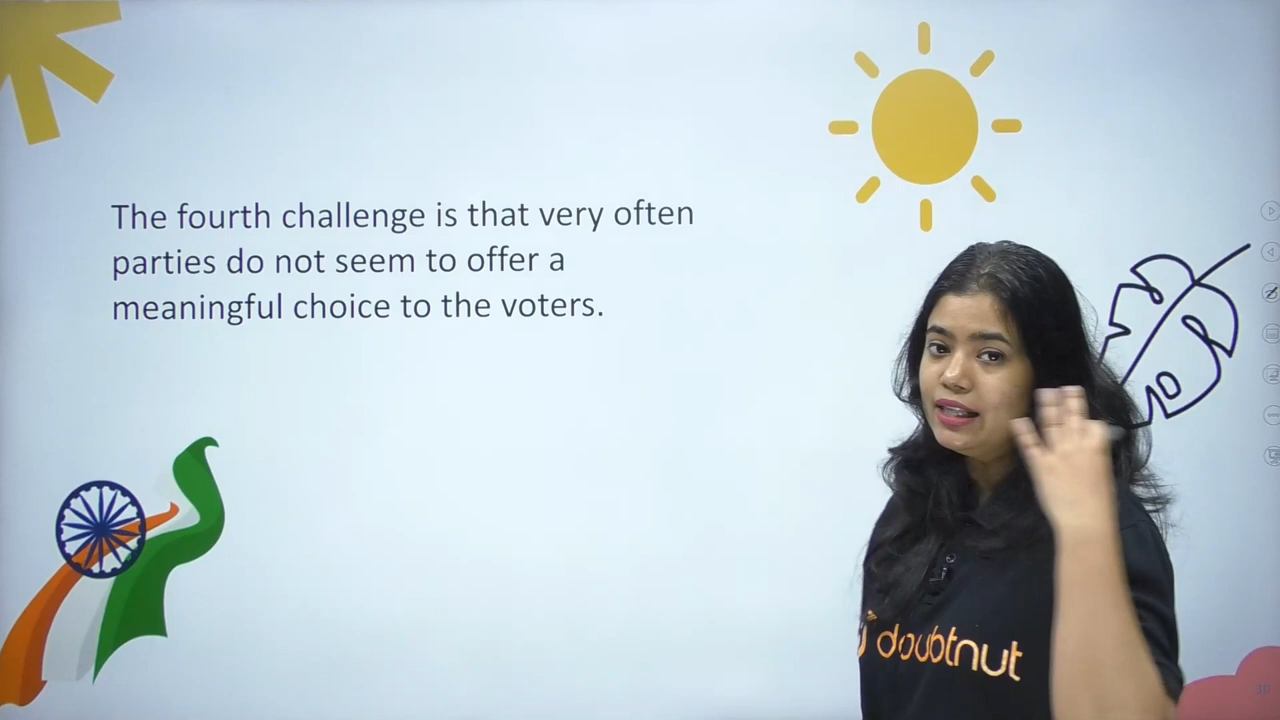 The fourth challenge is that very often
parties do not seem to offer a
meaningful choice to the voters.
doubtnut
10